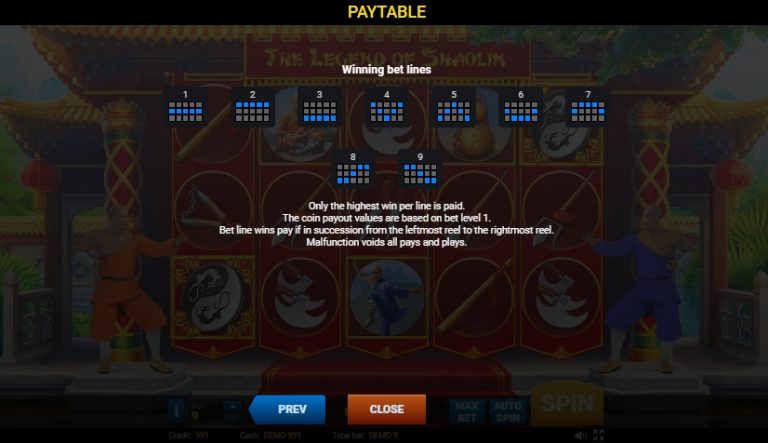 PAYTABLE
THE LEGEND OF SHAOLIN
Winning bet lines
1 2 3 4 5 6 7
8 9
Only the highest win per line is paid.
The coin payout values are based on bet level 1.
Bet line wins pay if in succession from the leftmost reel to the rightmost reel.
Malfunction voids all pays and plays.
i
Bet
9
PREV
CLOSE
MAX BET
AUTO SPIN
SPIN
Credit: 991 Cash: DEMO 991 Total bet: DEMO 9